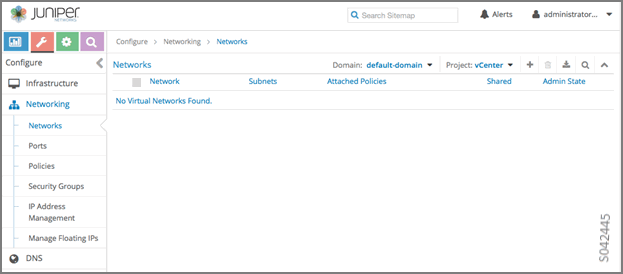 JUNIPER
NETWORKS
Search Sitemap
Alerts
administrator...
Configure
Configure > Networking > Networks
Infrastructure
Networking
Networks
Ports
Policies
Security Groups
IP Address
Management
Manage Floating IPs
DNS
Networks
Domain: default-domain
Project: vCenter
Network Subnets Attached Policies Shared Admin State
No Virtual Networks Found.
S042445